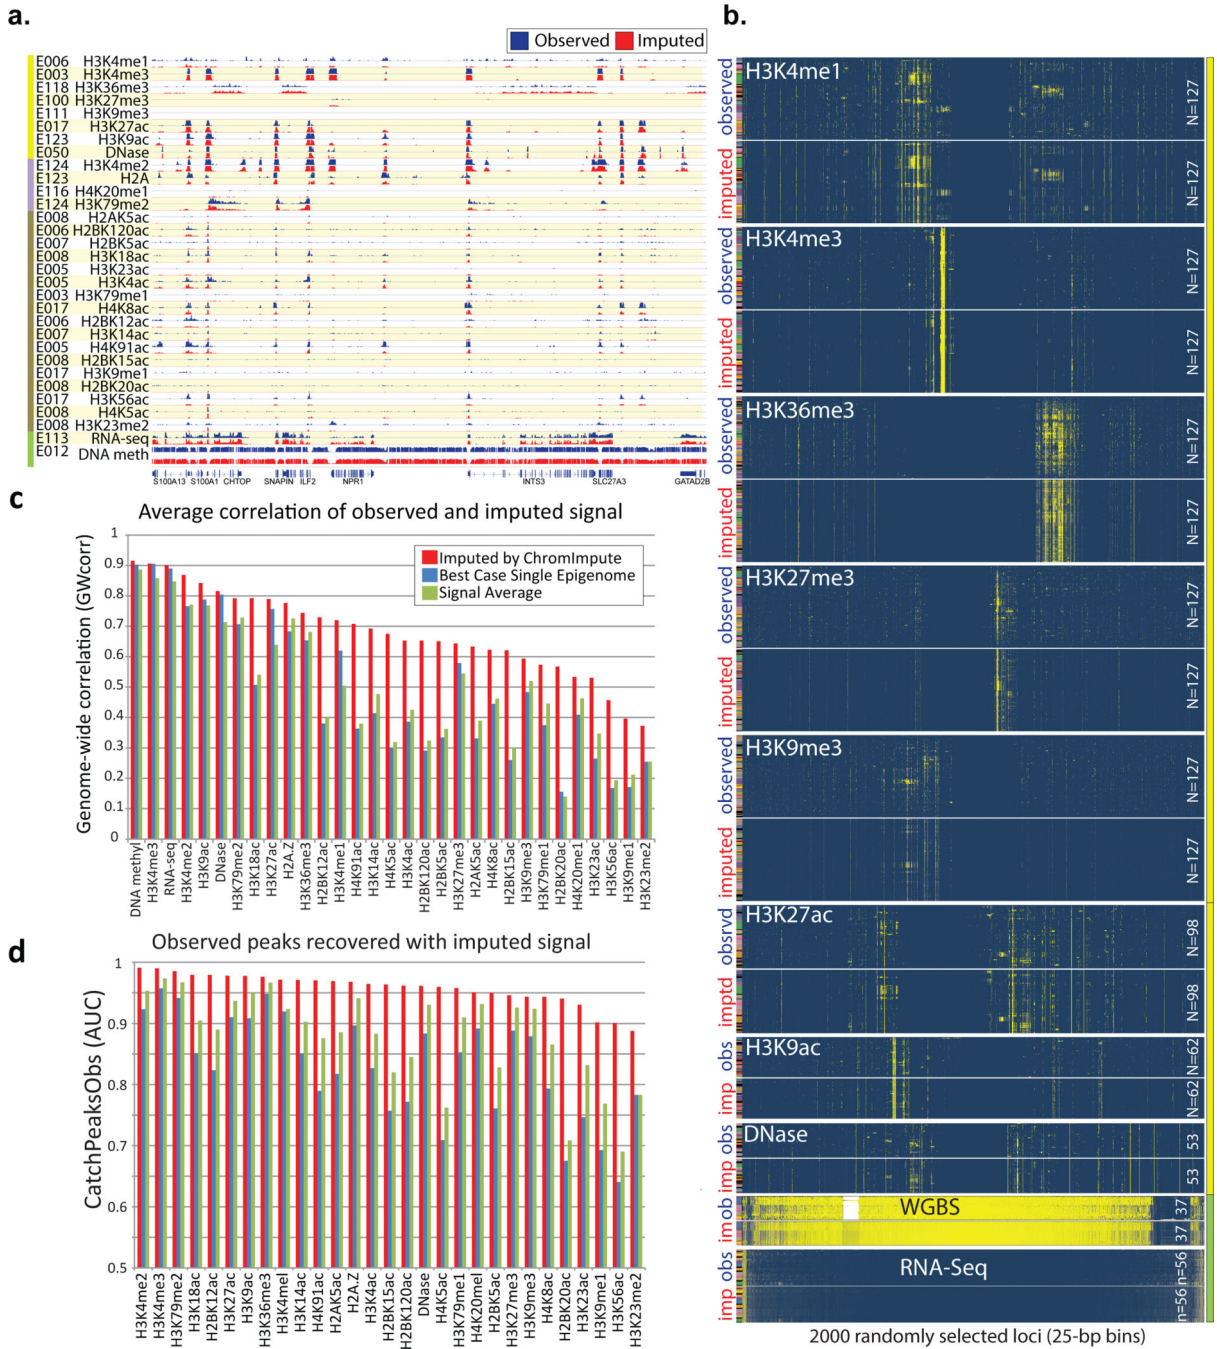 a.
Observed Imputed
E006 H3K4me1
E003 H3K4me3
E118 H3K36me3
E100 H3K27me3
E111 H3K9me3
E017 H3K27ac
E123 H3K9ac
E050 DNase
E124 H3K4me2
E123 H2A
E116 H4K20me1
E124 H3K79me2
E008 H2AK5ac
E006 H2BK120ac
E007 H2BK5ac
E008 H3K18ac
E005 H3K23ac
E005 H3K4ac
E003 H3K79me1
E017 H4K8ac
E006 H2BK12ac
E007 H3K14ac
E005 H4K91ac
E008 H2BK15ac
E017 H3K9me1
E008 H2BK20ac
E017 H3K56ac
E008 H4K5ac
E008 H3K23me2
E113 RNA-seq
E012 DNA meth
S100A13 S100A1 CHTOP SNAPIN ILF2 NPR1 INTS3 SLC27A3 GATAD2B
c
Average correlation of observed and imputed signal
Imputed by ChromImpute
Best Case Single Epigenome
Signal Average
Genome-wide correlation (GWcorr)
1
0.9
0.8
0.7
0.6
0.5
0.4
0.3
0.2
0.1
0
DNA methyl
H3K4me3
RNA-seq
H3K4me2
H3K9ac
DNase
H3K79me2
H3K18ac
H3K27ac
H2A.Z
H3K36me3
H2BK12ac
H3K4me1
H4K91ac
H3K14ac
H4K5ac
H3K4ac
H2BK120ac
H2BK5ac
H3K27me3
H2AK5ac
H4K8ac
H2BK15ac
H3K9me3
H3K79me1
H2BK20ac
H4K20me1
H3K23ac
H3K56ac
H3K9me1
H3K23me2
d
Observed peaks recovered with imputed signal
CatchPeaksObs (AUC)
1
0.9
0.8
0.7
0.6
0.5
H3K4me2
H3K4me3
H3K79me2
H3K18ac
H2BK12ac
H3K27ac
H3K9ac
H3K36me3
H3K4mel
H3K14ac
H4K91ac
H2AK5ac
H2A,Z
H3K4ac
H2BK15ac
H2BK120ac
DNase
H4K5ac
H3K79me1
H4K20mel
H2BK5ac
H3K27me3
H3K9me3
H4K8ac
H2BK20ac
H3K23ac
H3K9me1
H3K56ac
H3K23me2
b.
H3K4me1
observed N=127
imputed N=127
H3K4me3
observed N=127
imputed N=127
H3K36me3
observed N=127
imputed N=127
H3K27me3
observed N=127
imputed N=127
H3K9me3
observed N=127
imputed N=127
H3K27ac
obsrvd N=98
imptd N=98
H3K9ac
obs N=62
imp N=62
DNase
obs 53
imp 53
WGBS
ob 37
im 37
RNA-Seq
obs n=56
imp n=56
2000 randomly selected loci (25-bp bins)